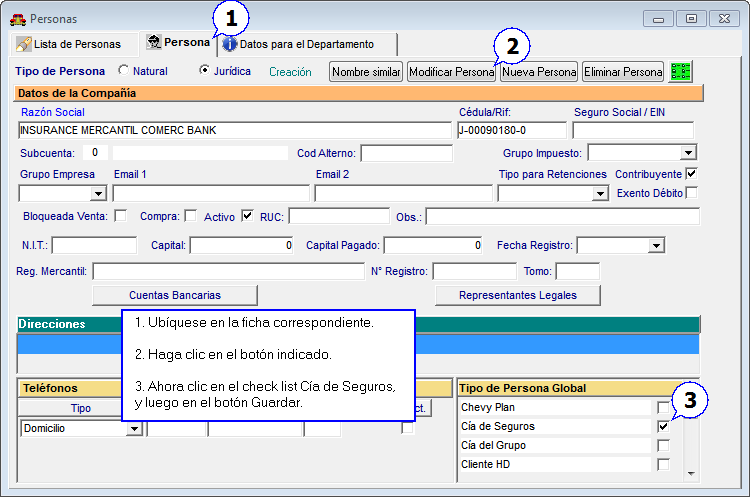 Personas
1
Lista de Personas Persona Datos para el Departamento
2
Tipo de Persona Natural Jurídica Creación Nombre similar Modificar Persona Nueva Persona Eliminar Persona
Datos de la Compañía
Razón Social Cédula/Rif: Seguro Social / EIN
INSURANCE MERCANTIL COMERC BANK J-00090180-0
Subcuenta: 0 Cod Alterno: Grupo Impuesto:
Grupo Empresa Email 1 Email 2 Tipo para Retenciones Contribuyente
Exento Débito
Bloqueada Venta: Compra: Activo RUC: Obs.:
N.I.T.: Capital: 0 Capital Pagado: 0 Fecha Registro:
Reg. Mercantil: N° Registro: Tomo:
Cuentas Bancarias Representantes Legales
Direcciones
1. Ubíquese en la ficha correspondiente.
2. Haga clic en el botón indicado.
3. Ahora clic en el check list Cía de Seguros,
y luego en el botón Guardar.
Teléfonos Tipo de Persona Global
Tipo ct. Chevy Plan
3
Domicilio Cía de Seguros
Cía del Grupo
Cliente HD